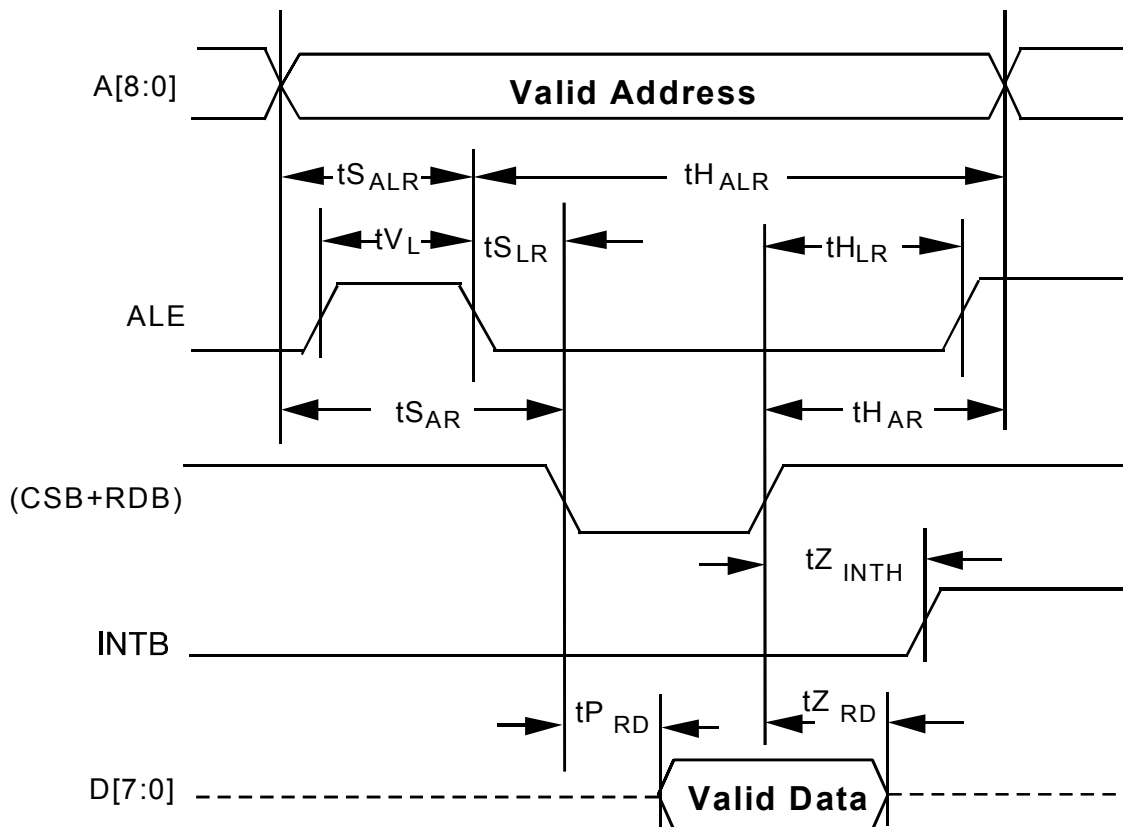 A[8:0]
Valid Address
tS ALR
tH ALR
tV L
tS LR
tH LR
ALE
tS AR
tH AR
(CSB+RDB)
tZ INTH
INTB
tP RD
tZ RD
D[7:0]
Valid Data